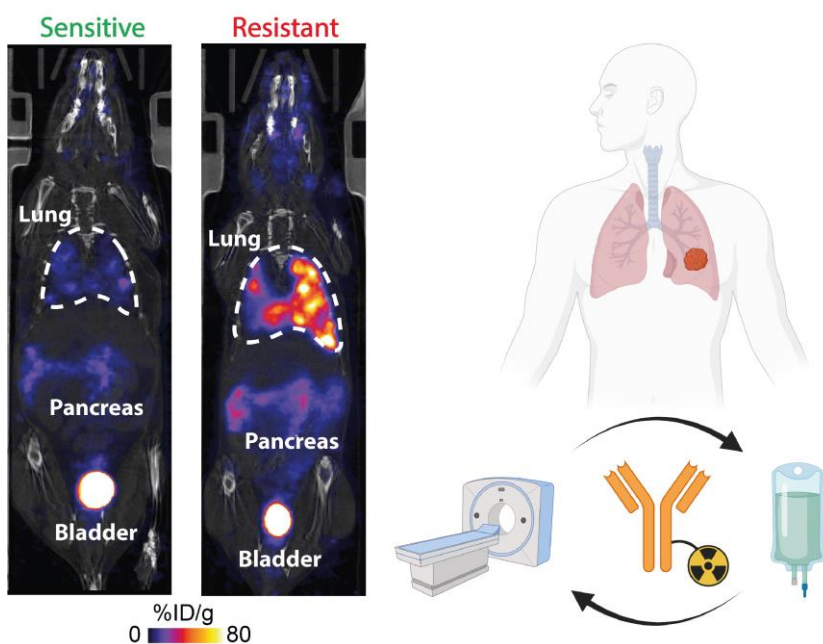 Sensitive
Resistant
Lung
Lung
Pancreas
Pancreas
Bladder
Bladder
%ID/g
0 80